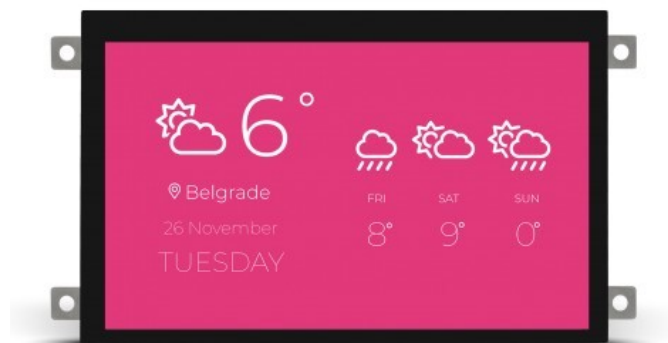 6°
Belgrade
26 November
TUESDAY
FRI SAT SUN
8° 9° 0°